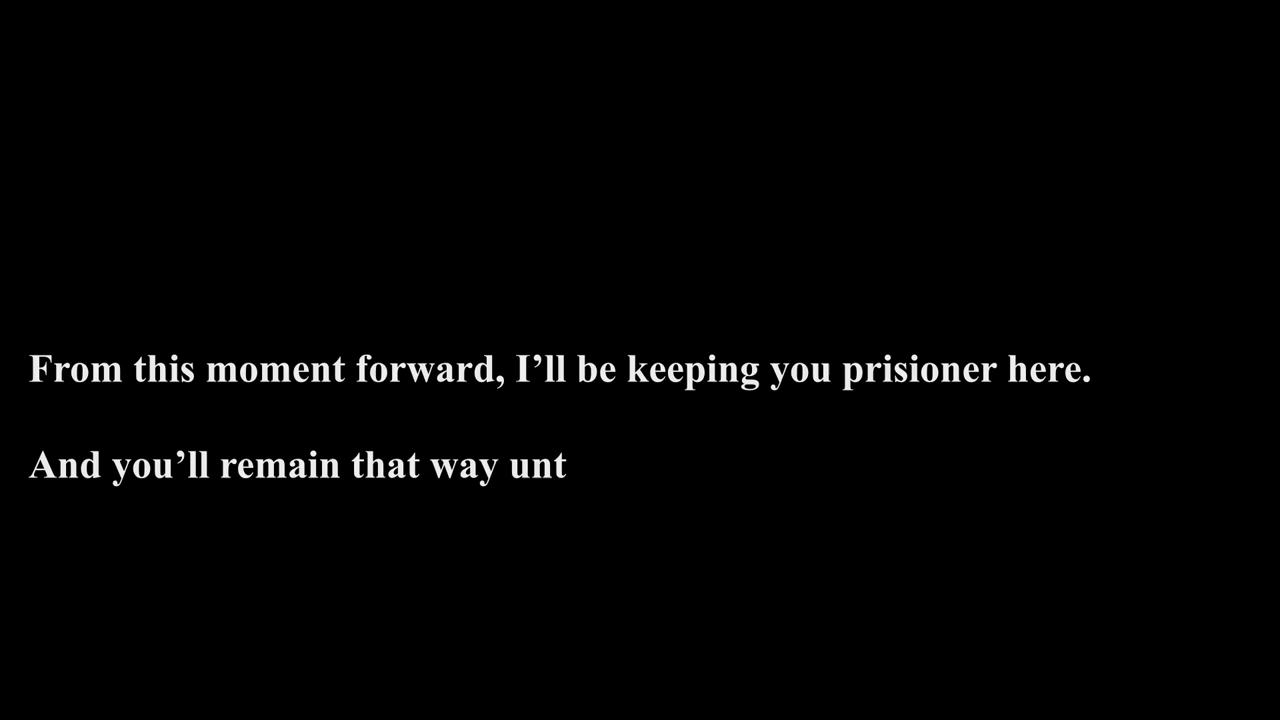 From this moment forward, I’ll be keeping you prisioner here.
And you’ll remain that way unt